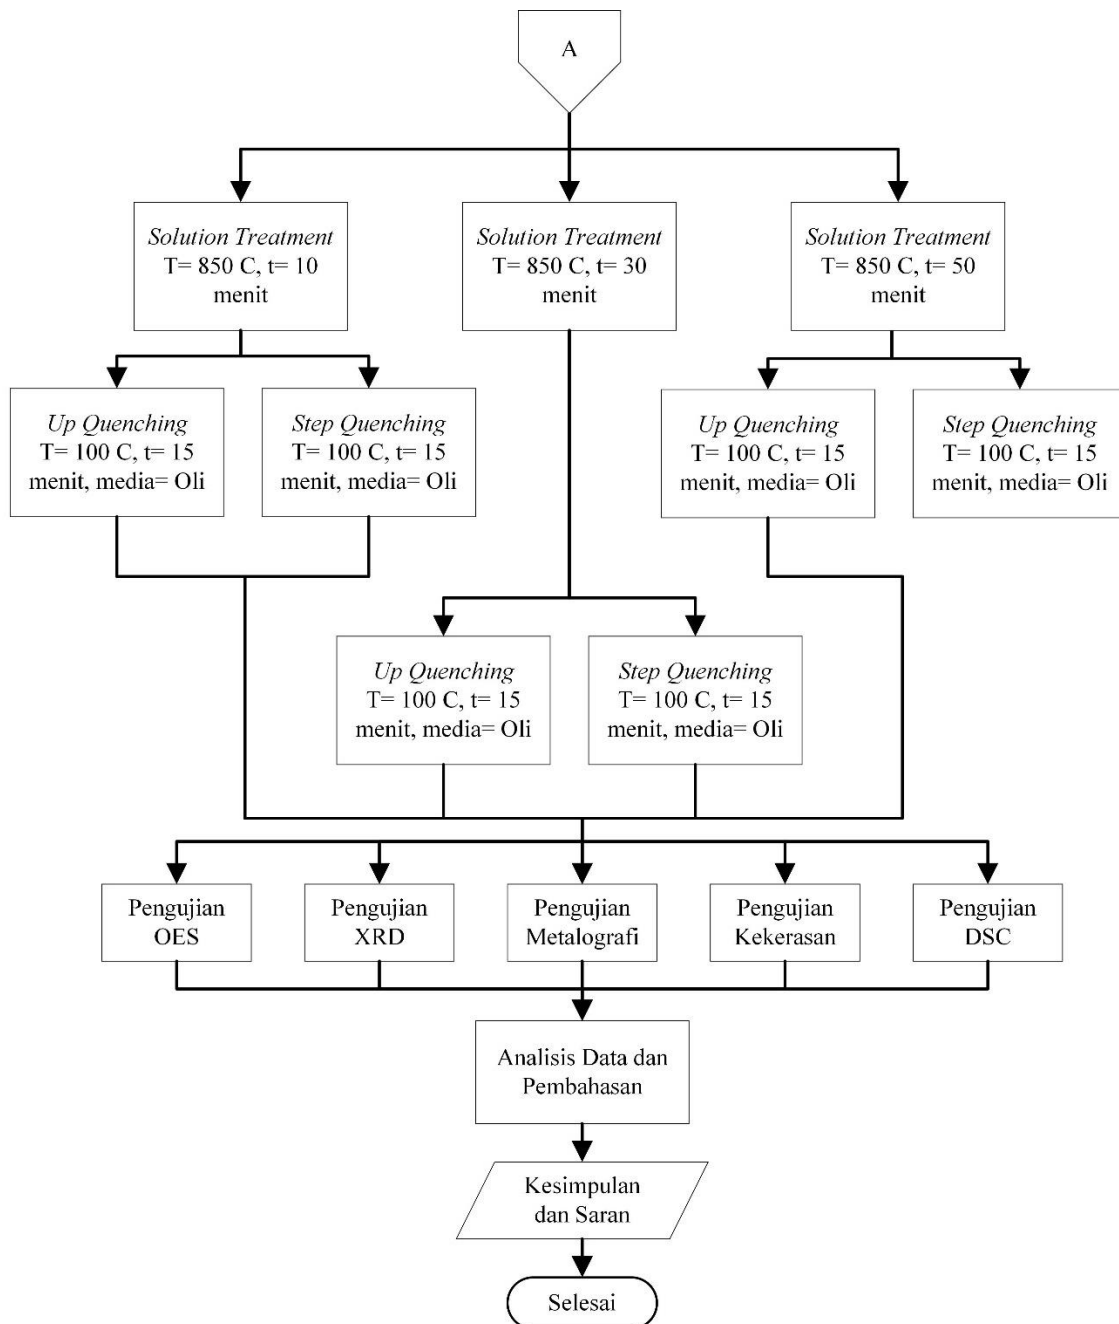 A
Solution Treatment
T= 850 C, t= 10
menit
Solution Treatment
T= 850 C, t= 30
menit
Solution Treatment
T= 850 C, t= 50
menit
Up Quenching
T= 100 C, t= 15
menit, media= Oli
Step Quenching
T= 100 C, t= 15
menit, media= Oli
Up Quenching
T= 100 C, t= 15
menit, media= Oli
Step Quenching
T= 100 C, t= 15
menit, media= Oli
Up Quenching
T= 100 C, t= 15
menit, media= Oli
Step Quenching
T= 100 C, t= 15
menit, media= Oli
Pengujian
OES
Pengujian
XRD
Pengujian
Metalografi
Pengujian
Kekerasan
Pengujian
DSC
Analisis Data dan
Pembahasan
Kesimpulan
dan Saran
Selesai